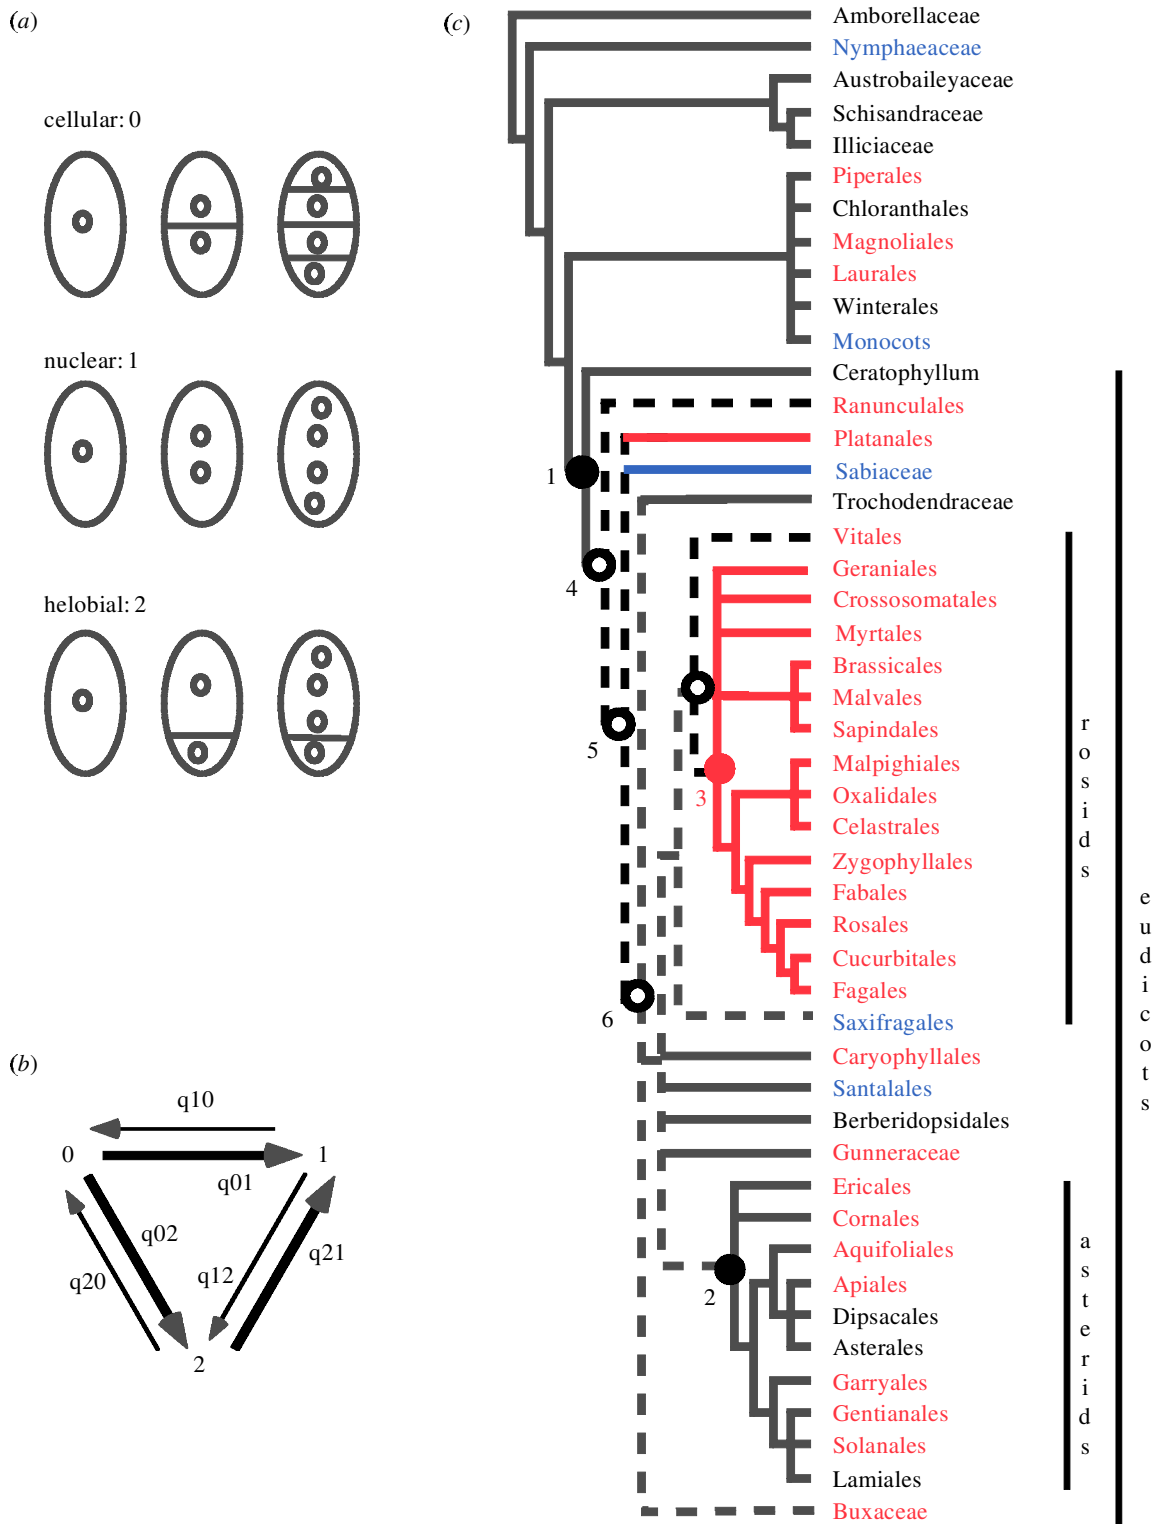 (a)
cellular: 0
nuclear: 1
helobial: 2
(b)
q10
0
1
q01
q02
q12
q21
q20
2
(c)
Amborellaceae
Nymphaeaceae
Austrobaileyaceae
Schisandraceae
Illiciaceae
Piperales
Chloranthales
Magnoliales
Laurales
Winterales
Monocots
Ceratophyllum
Ranunculales
Platanales
Sabiaceae
Trochodendraceae
Vitales
Geraniales
Crossosomatales
Myrtales
Brassicales
Malvales
Sapindales
Malpighiales
Oxalidales
Celastrales
Zygophyllales
Fabales
Rosales
Cucurbitales
Fagales
Saxifragales
Caryophyllales
Santalales
Berberidopsidales
Gunneraceae
Ericales
Cornales
Aquifoliales
Apiales
Dipsacales
Asterales
Garryales
Gentianales
Solanales
Lamiales
Buxaceae
1
4
5
3
6
2
rosids
eudicots
asterids